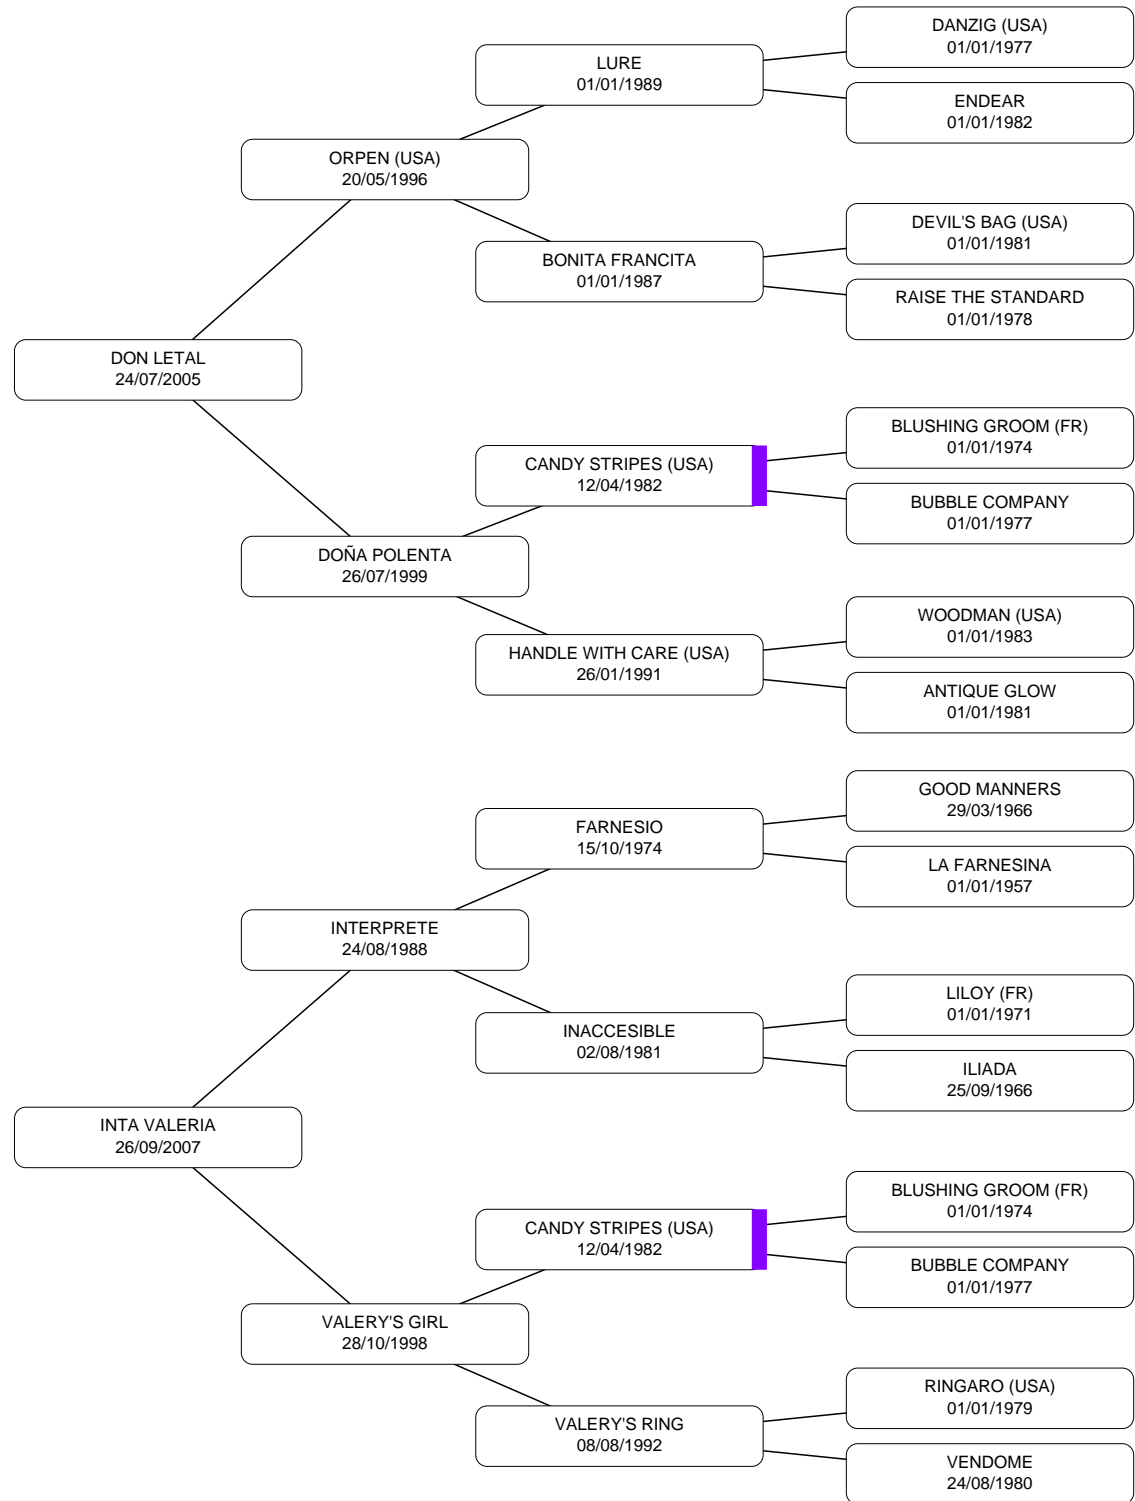 DANZIG (USA)
01/01/1977
LURE
01/01/1989
ENDEAR
01/01/1982
ORPEN (USA)
20/05/1996
DEVIL'S BAG (USA)
01/01/1981
BONITA FRANCITA
01/01/1987
RAISE THE STANDARD
01/01/1978
DON LETAL
24/07/2005
BLUSHING GROOM (FR)
01/01/1974
CANDY STRIPES (USA)
12/04/1982
BUBBLE COMPANY
01/01/1977
DOÑA POLENTA
26/07/1999
WOODMAN (USA)
01/01/1983
HANDLE WITH CARE (USA)
26/01/1991
ANTIQUE GLOW
01/01/1981
GOOD MANNERS
29/03/1966
FARNESIO
15/10/1974
LA FARNESINA
01/01/1957
INTERPRETE
24/08/1988
LILOY (FR)
01/01/1971
INACCESIBLE
02/08/1981
ILIADA
25/09/1966
INTA VALERIA
26/09/2007
BLUSHING GROOM (FR)
01/01/1974
CANDY STRIPES (USA)
12/04/1982
BUBBLE COMPANY
01/01/1977
VALERY'S GIRL
28/10/1998
RINGARO (USA)
01/01/1979
VALERY'S RING
08/08/1992
VENDOME
24/08/1980